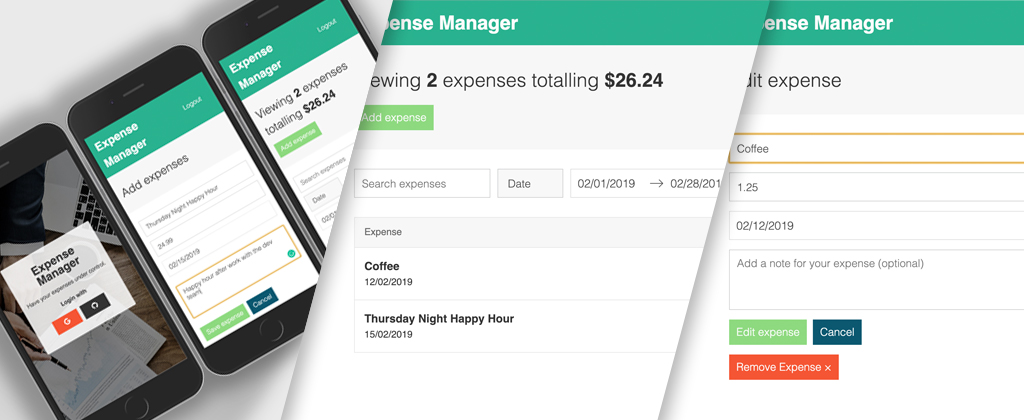 Expense
Manager
Have your expenses under control.
Login with
Expense
Manager
Logout
Add expenses
Thursday Night Happy Hour
24.99
02/15/2019
Happy hour after work with the dev
team
Save expense
Cancel
Expense
Manager
Logout
Viewing 2 expenses
totalling $26.24
Add expense
Search expenses
Date
02/0
pense Manager
ewing 2 expenses totalling $26.24
Add expense
Search expenses
Date
02/01/2019 → 02/28/201
Expense
Coffee
12/02/2019
Thursday Night Happy Hour
15/02/2019
ense Manager
dit expense
Coffee
1.25
02/12/2019
Add a note for your expense (optional)
Edit expense
Cancel
Remove Expense ×